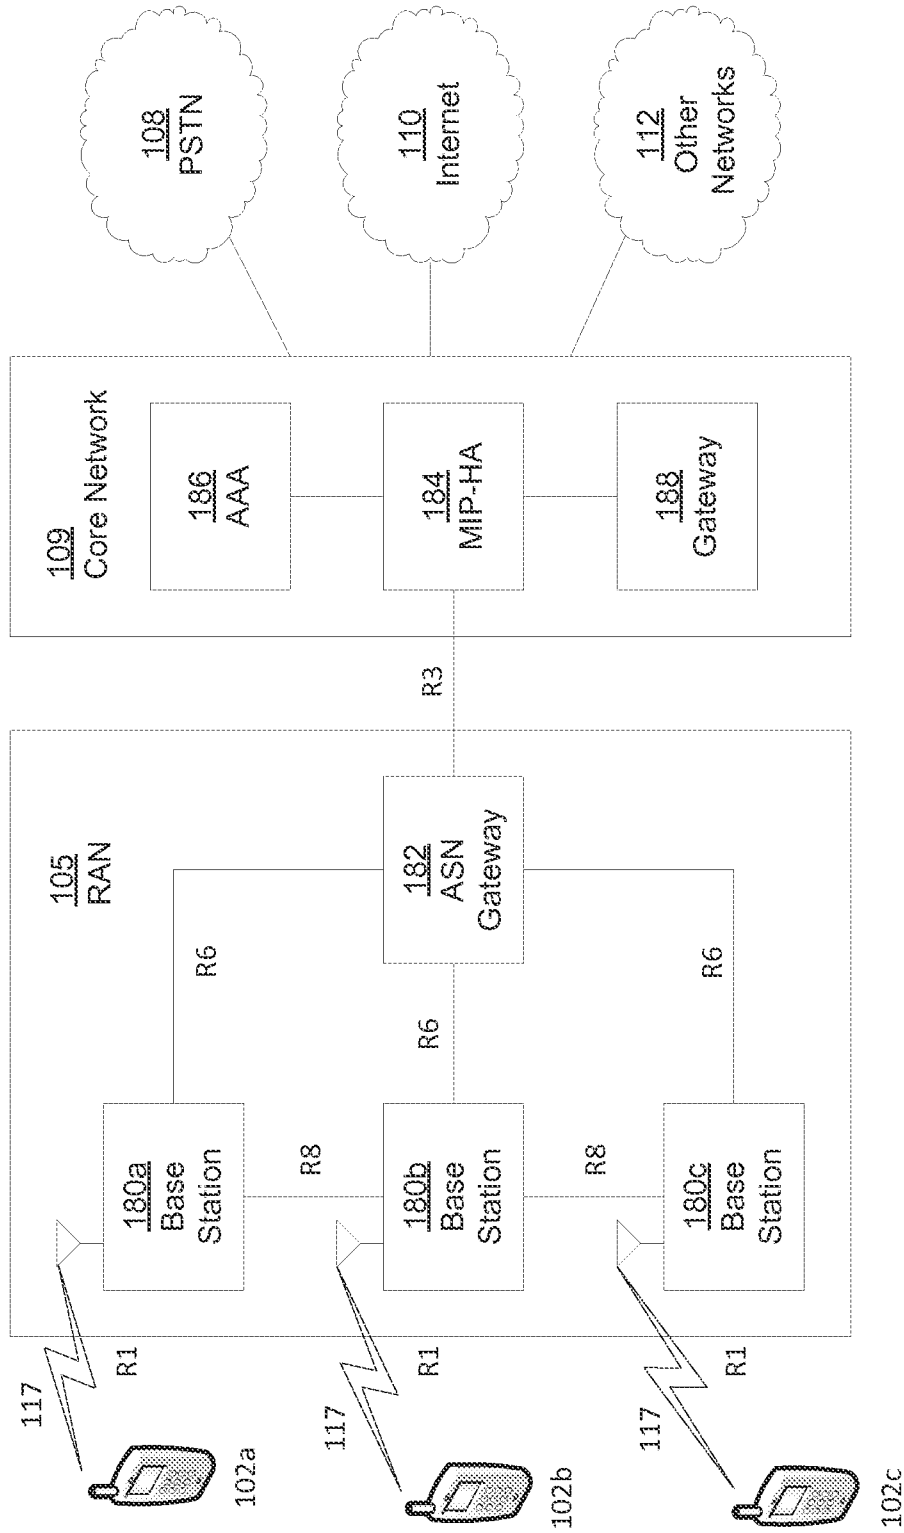 117
102a
R1
180a
Base
Station
R6
105
RAN
R8
117
102b
R1
180b
Base
Station
R6
182
ASN
Gateway
R3
R8
117
102c
R1
180c
Base
Station
R6
109
Core Network
186
AAA
184
MIP-HA
188
Gateway
108
PSTN
110
Internet
112
Other
Networks